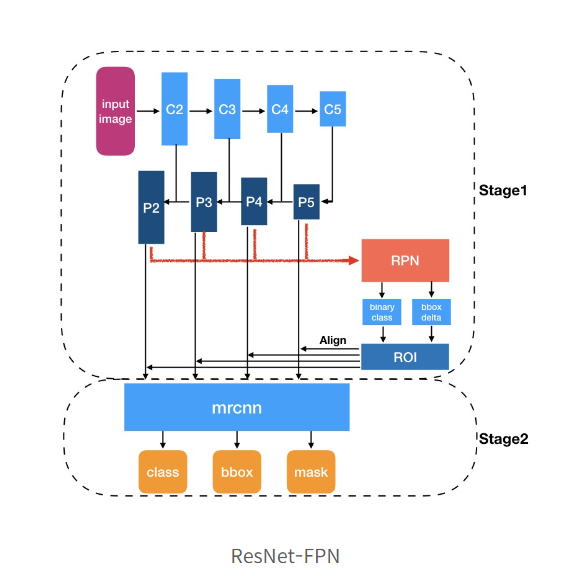 input
image
C2
C3
C4
C5
P2
P3
P4
P5
Stage1
RPN
binary
class
bbox
delta
Align
ROI
mrcnn
Stage2
class
bbox
mask
ResNet-FPN